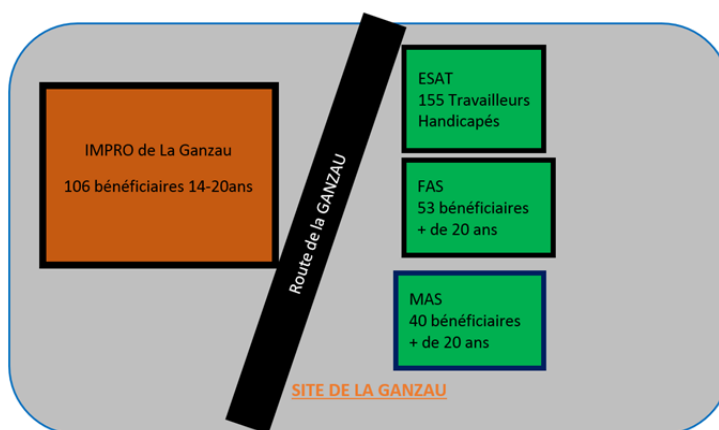 IMPRO de La Ganzau
106 bénéficiaires 14-20ans
Route de la GANZAU
ESAT
155 Travailleurs
Handicapés
FAS
53 bénéficiaires
+ de 20 ans
MAS
40 bénéficiaires
+ de 20 ans
SITE DE LA GANZAU